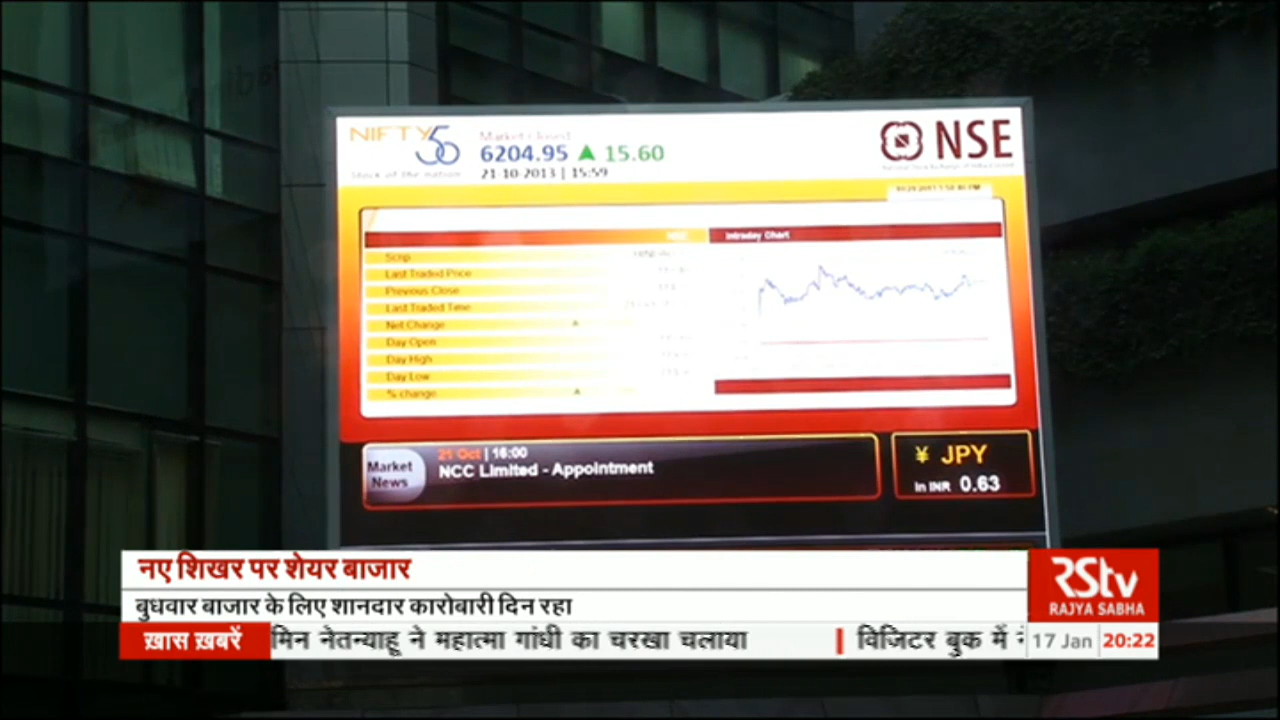 NIFTY 50
Market Closed
6204.95 ▲ 15.60
21-10-2013 | 15:59
NSE
Intraday Chart
Scrip
Last Traded Price
Previous Close
Last Traded Time
Net Change
Day Open
Day High
Day Low
% change
Market News
21 Oct | 16:00
NCC Limited - Appointment
¥ JPY
In INR 0.63
नए शिखर पर शेयर बाजार
बुधवार बाजार के लिए शानदार कारोबारी दिन रहा
RStv
RAJYA SABHA
ख़ास ख़बरें
मिन नेतन्याहू ने महात्मा गांधी का चरखा चलाया
विजिटर बुक में
17 Jan 20:22